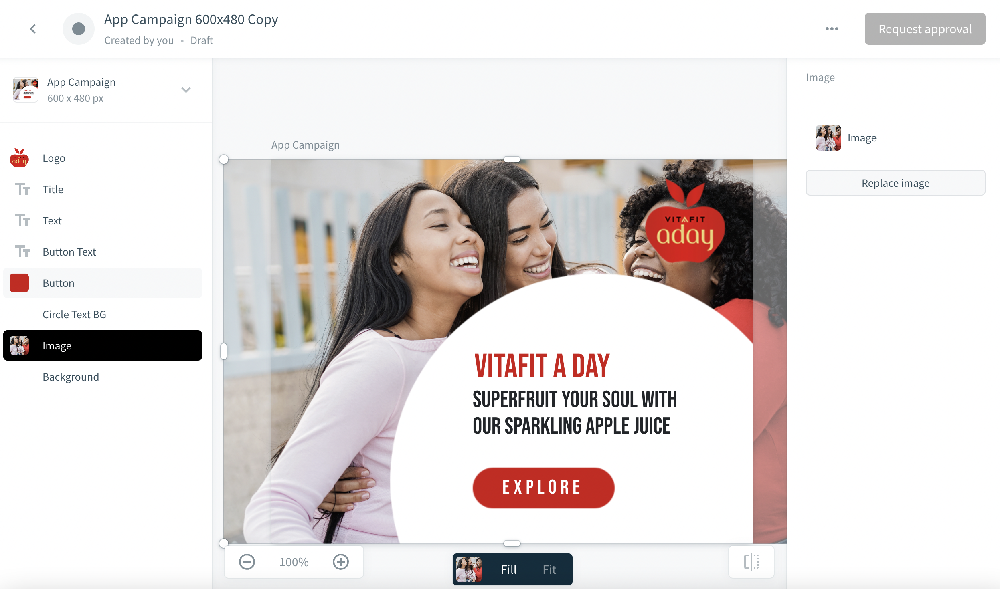 App Campaign 600x480 Copy
Created by you • Draft
Request approval
App Campaign
600 x 480 px
Logo
Title
Text
Button Text
Button
Circle Text BG
Image
Background
App Campaign
VITAFIT
aday
VITAFIT A DAY
SUPERFRUIT YOUR SOUL WITH
OUR SPARKLING APPLE JUICE
EXPLORE
100%
Fill Fit
Image
Image
Replace image